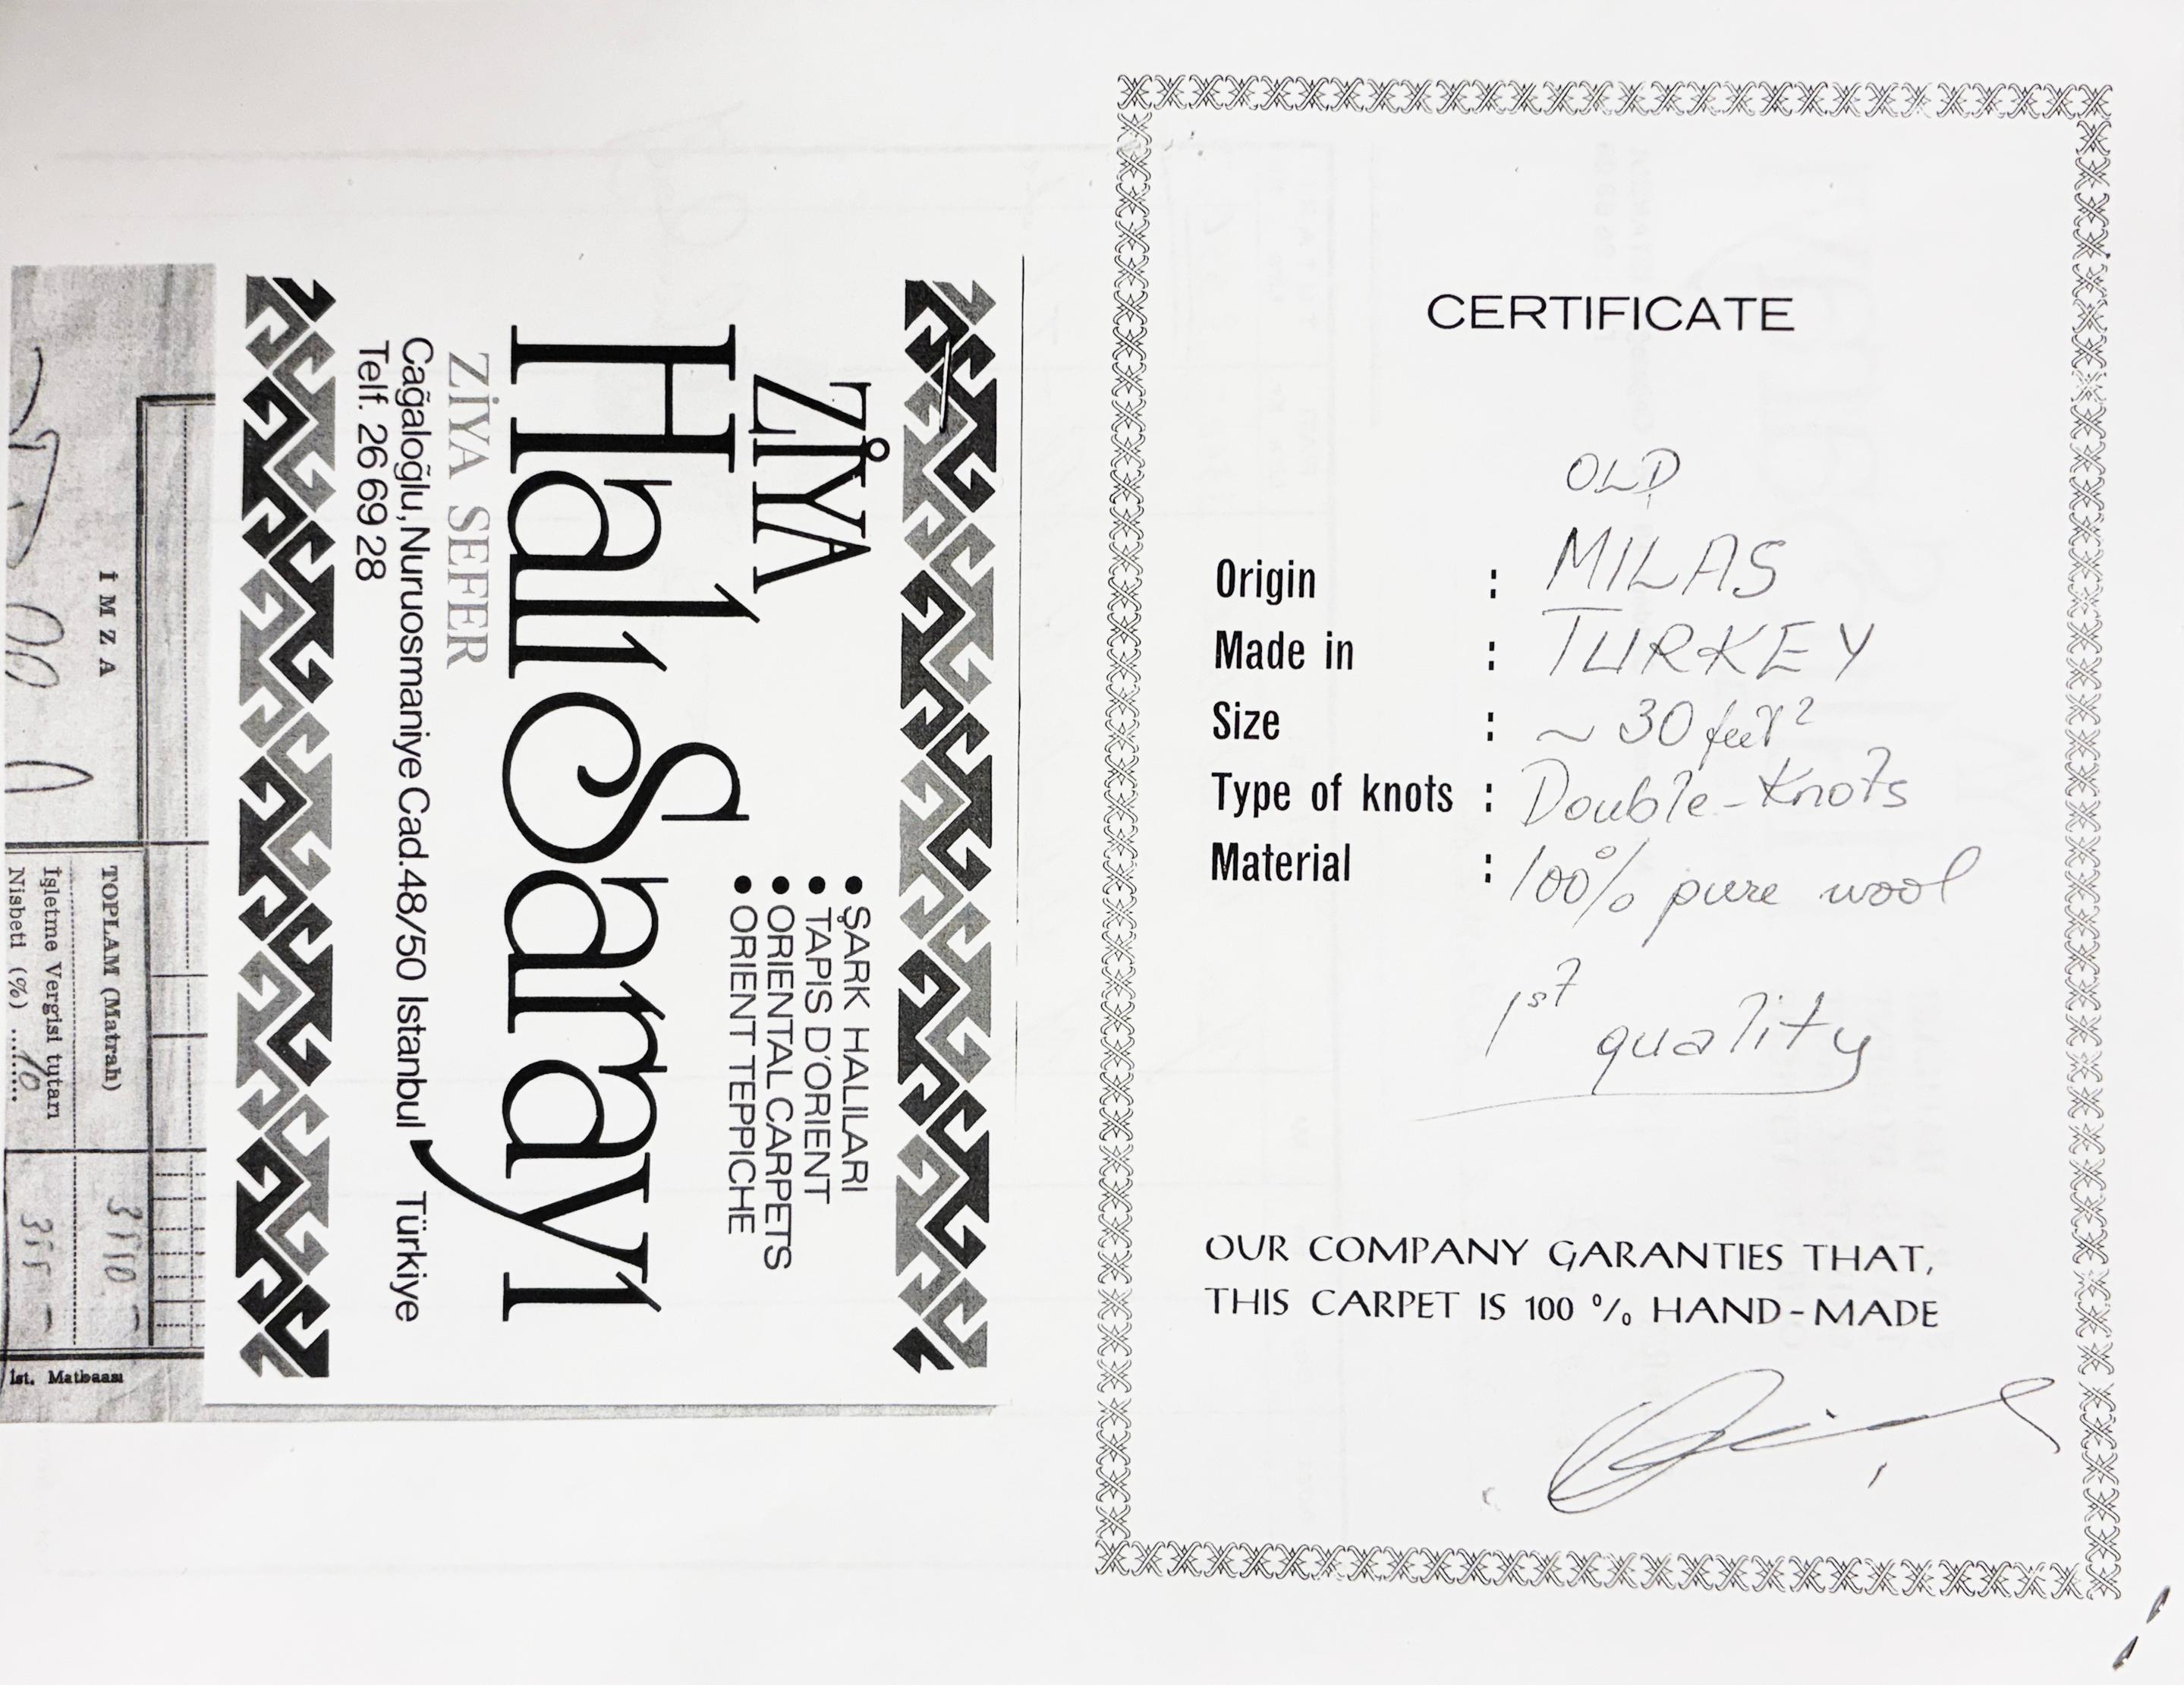 CERTIFICATE
OLD
Origin : MILAS
Made in : TURKEY
Size : ~ 30 feet²
Type of knots : Double-Knots
Material : 100% pure wool
1st quality
OUR COMPANY GARANTIES THAT,
THIS CARPET IS 100 % HAND-MADE
ZİYA
Halı Sarayı
• ŞARK HALILARI
• TAPIS D'ORIENT
• ORIENTAL CARPETS
• ORIENT TEPPICHE
ZİYA SEFER
Cağaloğlu, Nuruosmaniye Cad.48/50 Istanbul Türkiye
Telf. 26 69 28
İMZA
TOPLAM (Matrah)
İşletme Vergisi tutarı
Nisbeti (%) ...10...
İst. Matbaası